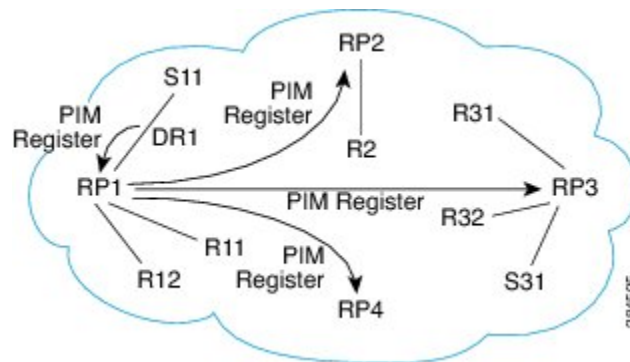 RP2
S11
PIM
Register
DR1
PIM
Register
R31
R2
RP1
RP3
PIM Register
R32
R11
PIM
Register
R12
S31
RP4